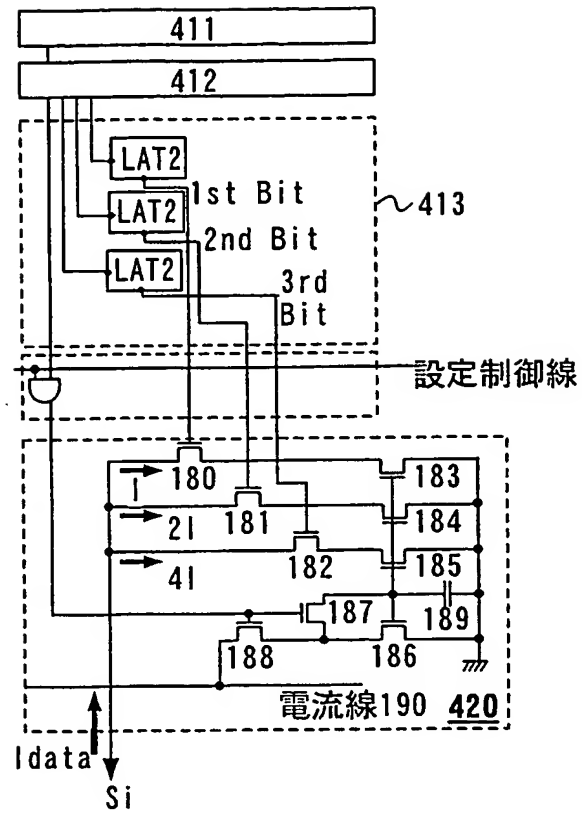 411
412
LAT2
1st Bit
LAT2
413
2nd Bit
LAT2
3rd
Bit
設定制御線
I
180
183
2I
181
184
4I
182
185
187
189
188
186
電流線190
420
Idata
Si